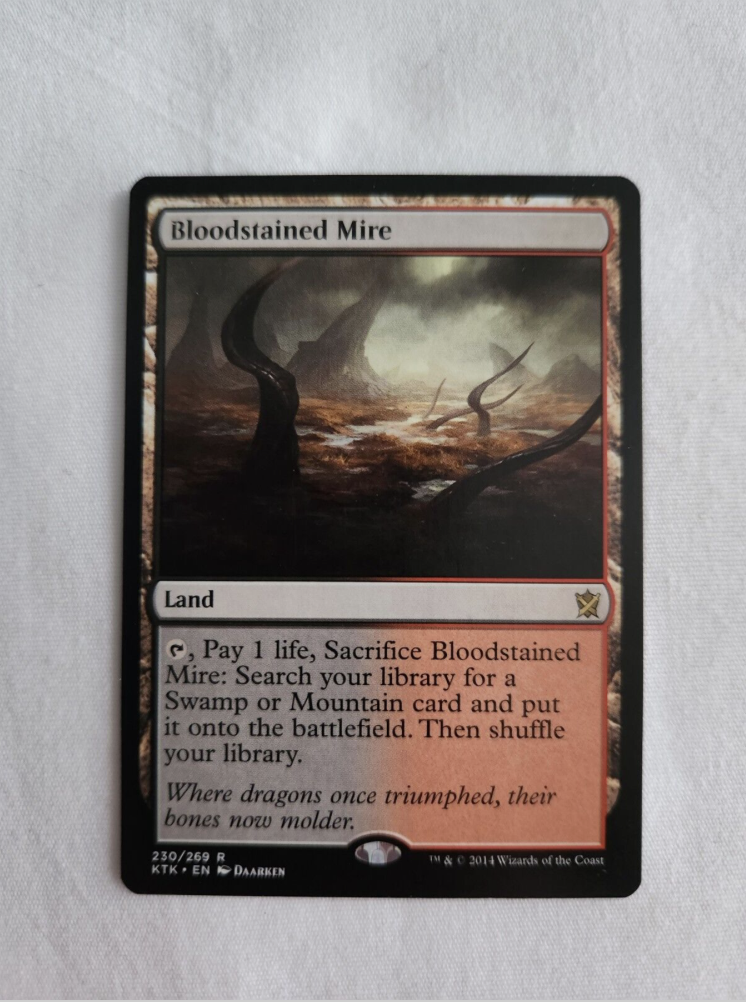 Bloodstained Mire
Land
, Pay 1 life, Sacrifice Bloodstained
Mire: Search your library for a
Swamp or Mountain card and put
it onto the battlefield. Then shuffle
your library.
Where dragons once triumphed, their
bones now molder.
230/269 R
KTK • EN DAARKEN
™ & © 2014 Wizards of the Coast